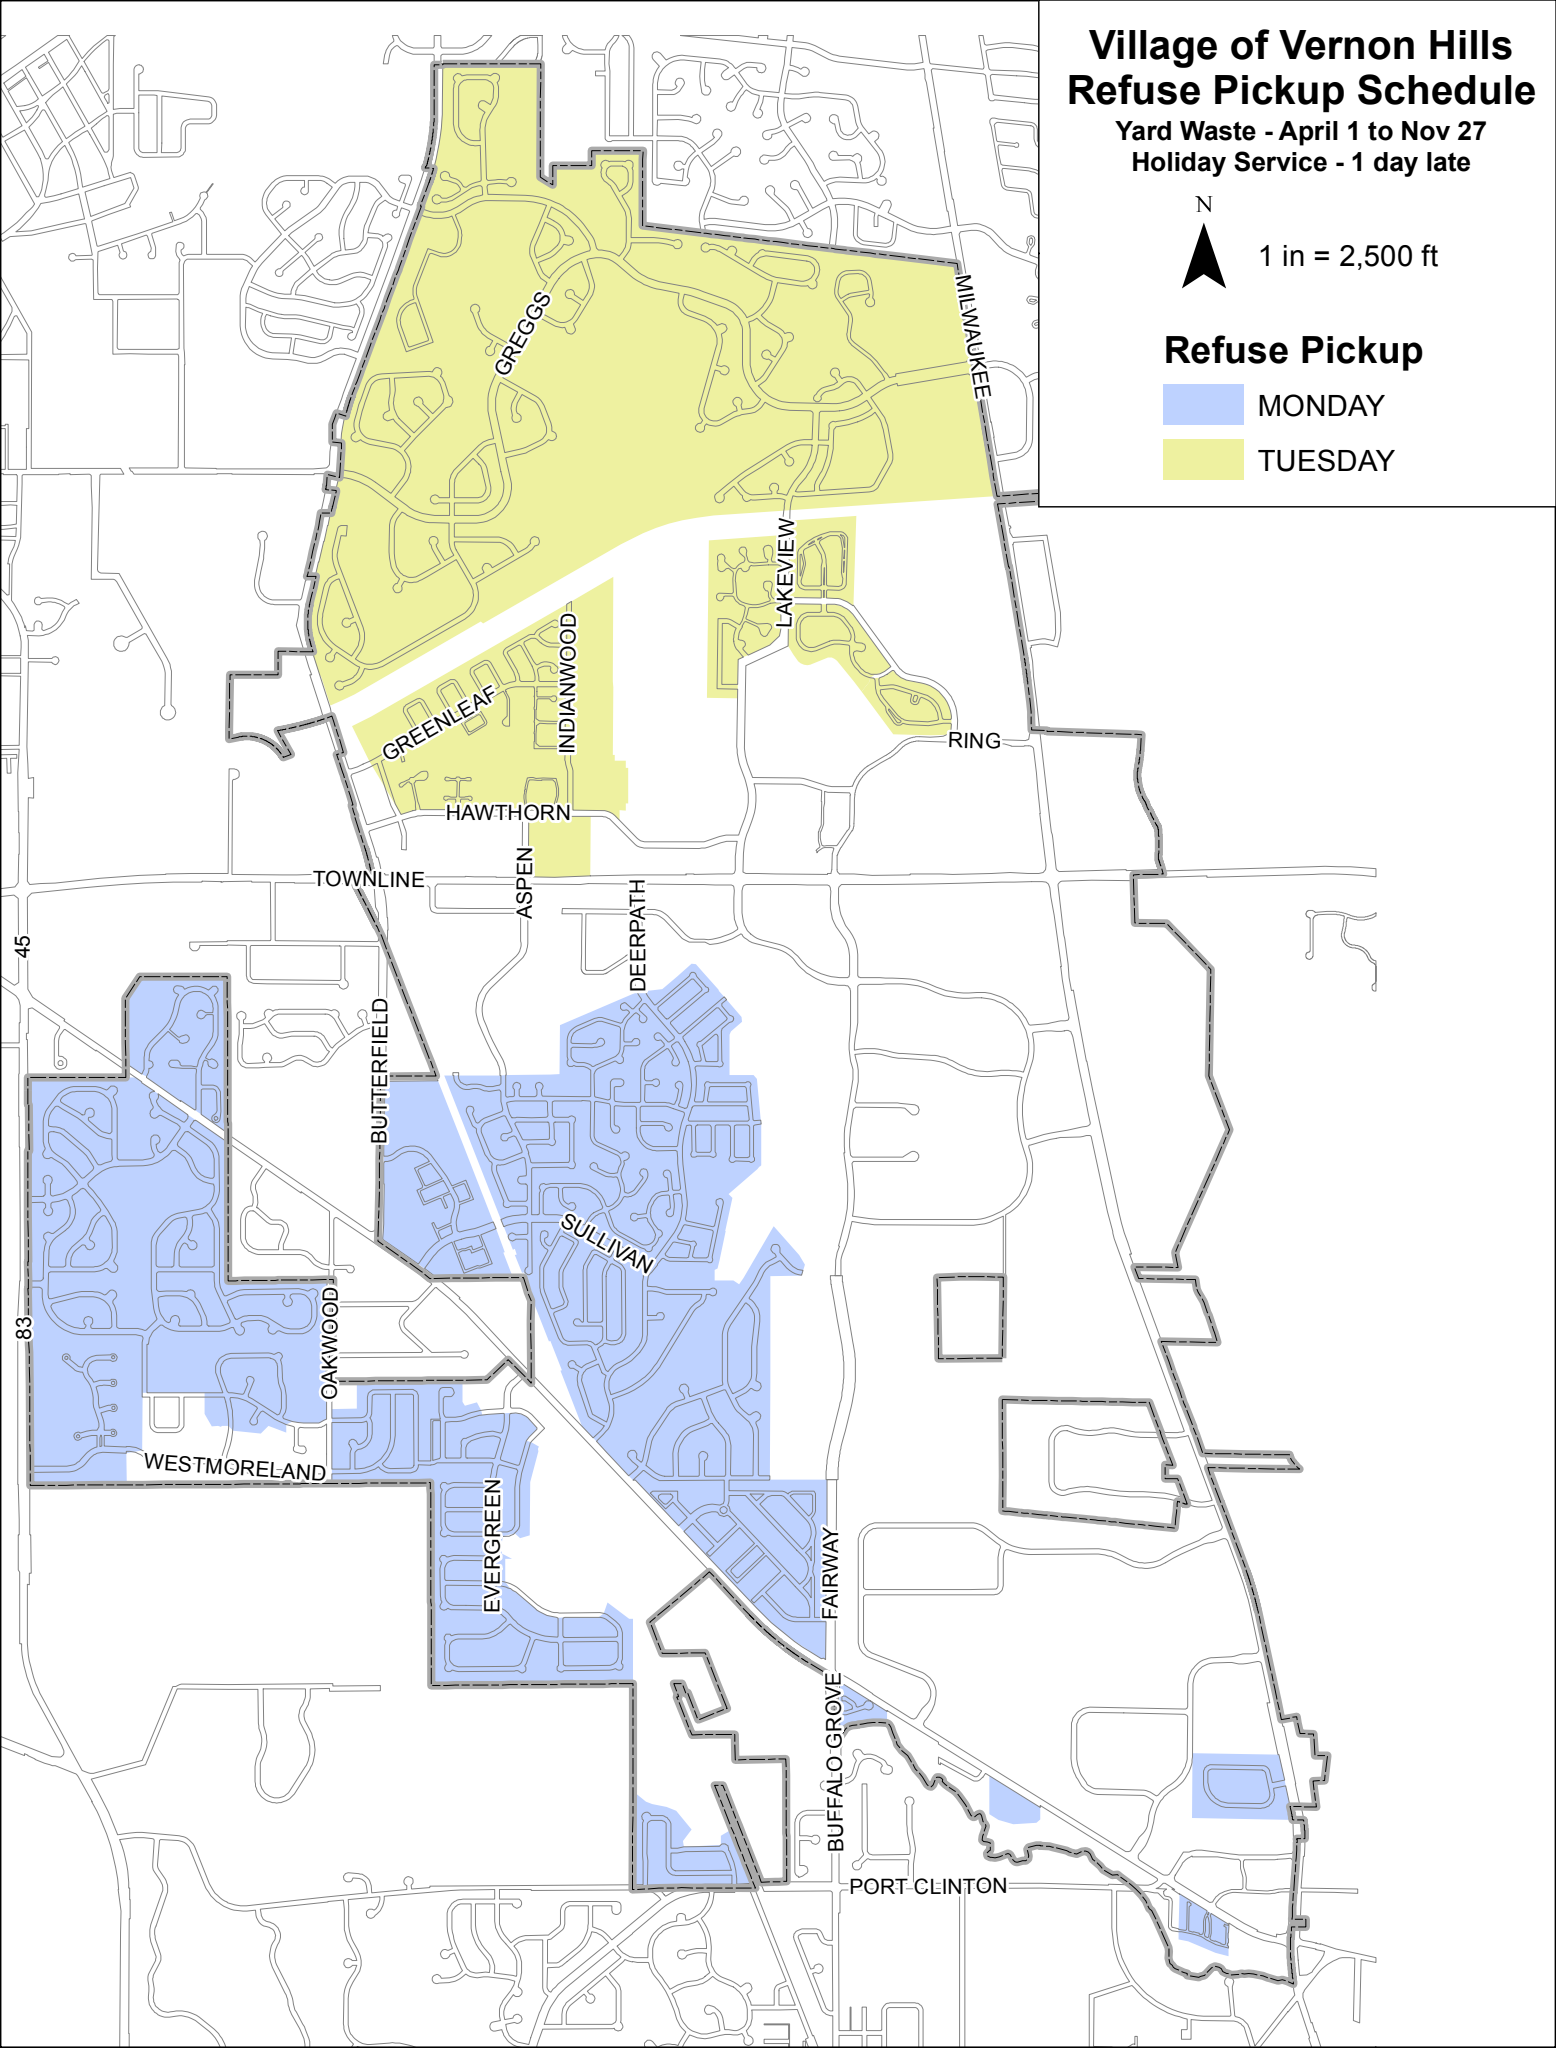 Village of Vernon Hills
Refuse Pickup Schedule
Yard Waste - April 1 to Nov 27
Holiday Service - 1 day late
N
1 in = 2,500 ft
Refuse Pickup
MONDAY
TUESDAY
MILWAUKEE
GREGGS
LAKEVIEW
INDIANWOOD
GREENLEAF
RING
HAWTHORN
TOWNLINE
ASPEN
DEERPATH
45
BUTTERFIELD
SULLIVAN
83
OAKWOOD
WESTMORELAND
EVERGREEN
FAIRWAY
BUFFALO GROVE
PORT CLINTON